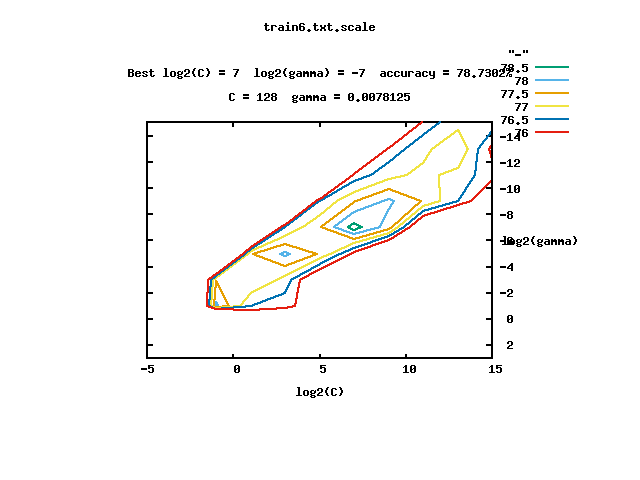 train6.txt.scale
"-"
Best log2(C) = 7  log2(gamma) = -7  accuracy = 78.7302%
78.5
78
77.5
C = 128  gamma = 0.0078125
77
76.5
76
-14
-12
-10
-8
-6
log2(gamma)
-4
-2
0
2
-5 0 5 10 15
log2(C)